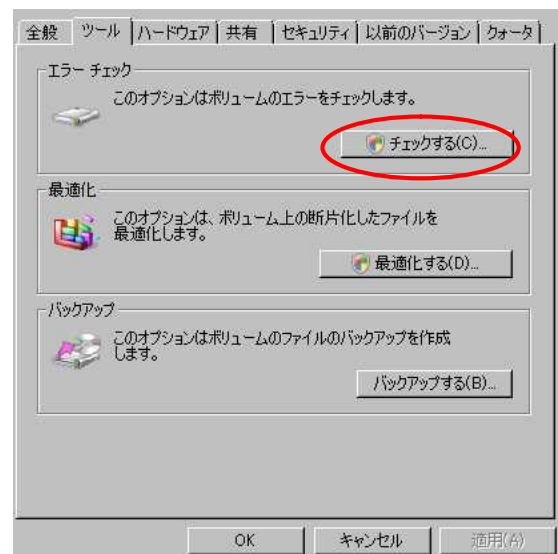 全般 ツール ハードウェア 共有 セキュリティ 以前のバージョン クォータ
エラー チェック
このオプションはボリュームのエラーをチェックします。
チェックする(C)...
最適化
このオプションは、ボリューム上の断片化したファイルを
最適化します。
最適化する(D)...
バックアップ
このオプションはボリュームのファイルのバックアップを作成
します。
バックアップする(B)...
OK キャンセル 適用(A)